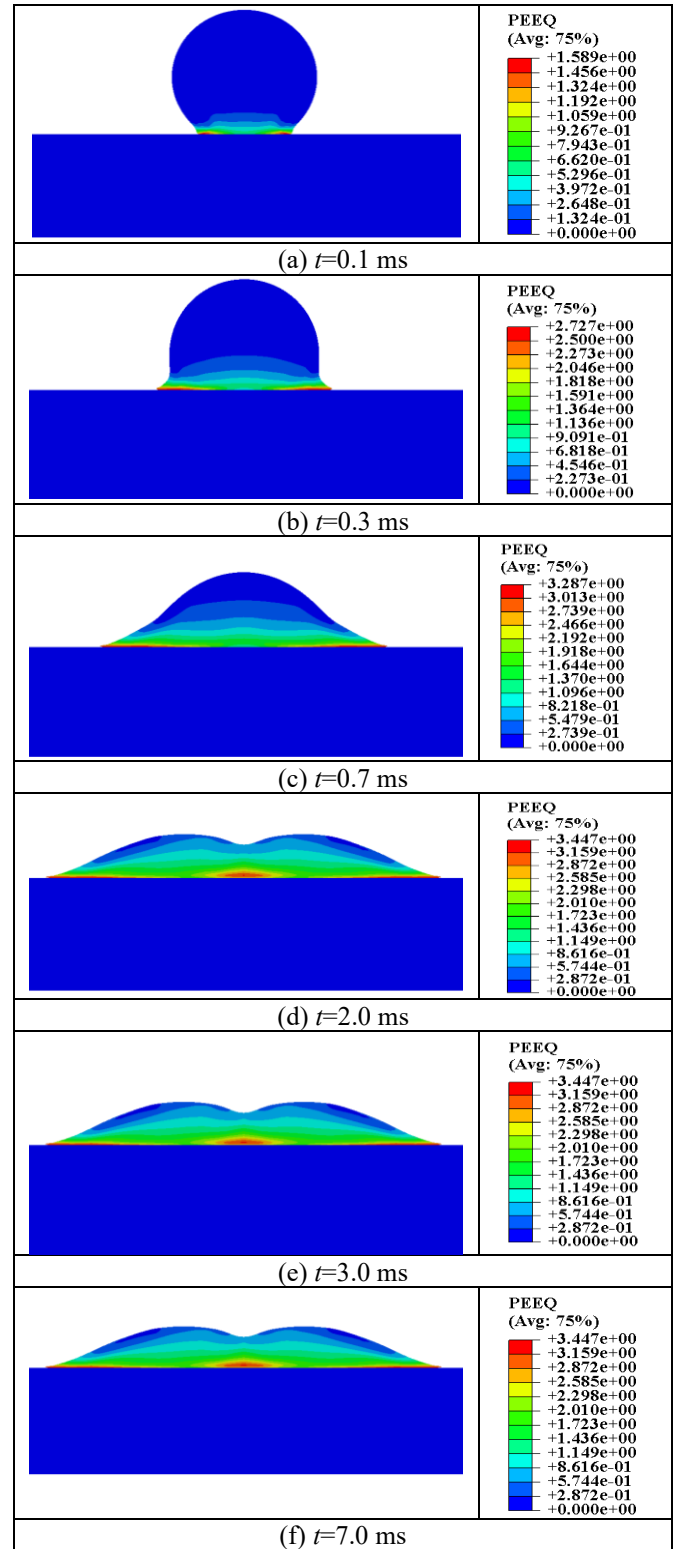 PEEQ
(Avg: 75%)
+1.589e+00
+1.456e+00
+1.324e+00
+1.192e+00
+1.059e+00
+9.267e-01
+7.943e-01
+6.620e-01
+5.296e-01
+3.972e-01
+2.648e-01
+1.324e-01
+0.000e+00
(a) t=0.1 ms
PEEQ
(Avg: 75%)
+2.727e+00
+2.500e+00
+2.273e+00
+2.046e+00
+1.818e+00
+1.591e+00
+1.364e+00
+1.136e+00
+9.091e-01
+6.818e-01
+4.546e-01
+2.273e-01
+0.000e+00
(b) t=0.3 ms
PEEQ
(Avg: 75%)
+3.287e+00
+3.013e+00
+2.739e+00
+2.466e+00
+2.192e+00
+1.918e+00
+1.644e+00
+1.370e+00
+1.096e+00
+8.218e-01
+5.479e-01
+2.739e-01
+0.000e+00
(c) t=0.7 ms
PEEQ
(Avg: 75%)
+3.447e+00
+3.159e+00
+2.872e+00
+2.585e+00
+2.298e+00
+2.010e+00
+1.723e+00
+1.436e+00
+1.149e+00
+8.616e-01
+5.744e-01
+2.872e-01
+0.000e+00
(d) t=2.0 ms
PEEQ
(Avg: 75%)
+3.447e+00
+3.159e+00
+2.872e+00
+2.585e+00
+2.298e+00
+2.010e+00
+1.723e+00
+1.436e+00
+1.149e+00
+8.616e-01
+5.744e-01
+2.872e-01
+0.000e+00
(e) t=3.0 ms
PEEQ
(Avg: 75%)
+3.447e+00
+3.159e+00
+2.872e+00
+2.585e+00
+2.298e+00
+2.010e+00
+1.723e+00
+1.436e+00
+1.149e+00
+8.616e-01
+5.744e-01
+2.872e-01
+0.000e+00
(f) t=7.0 ms